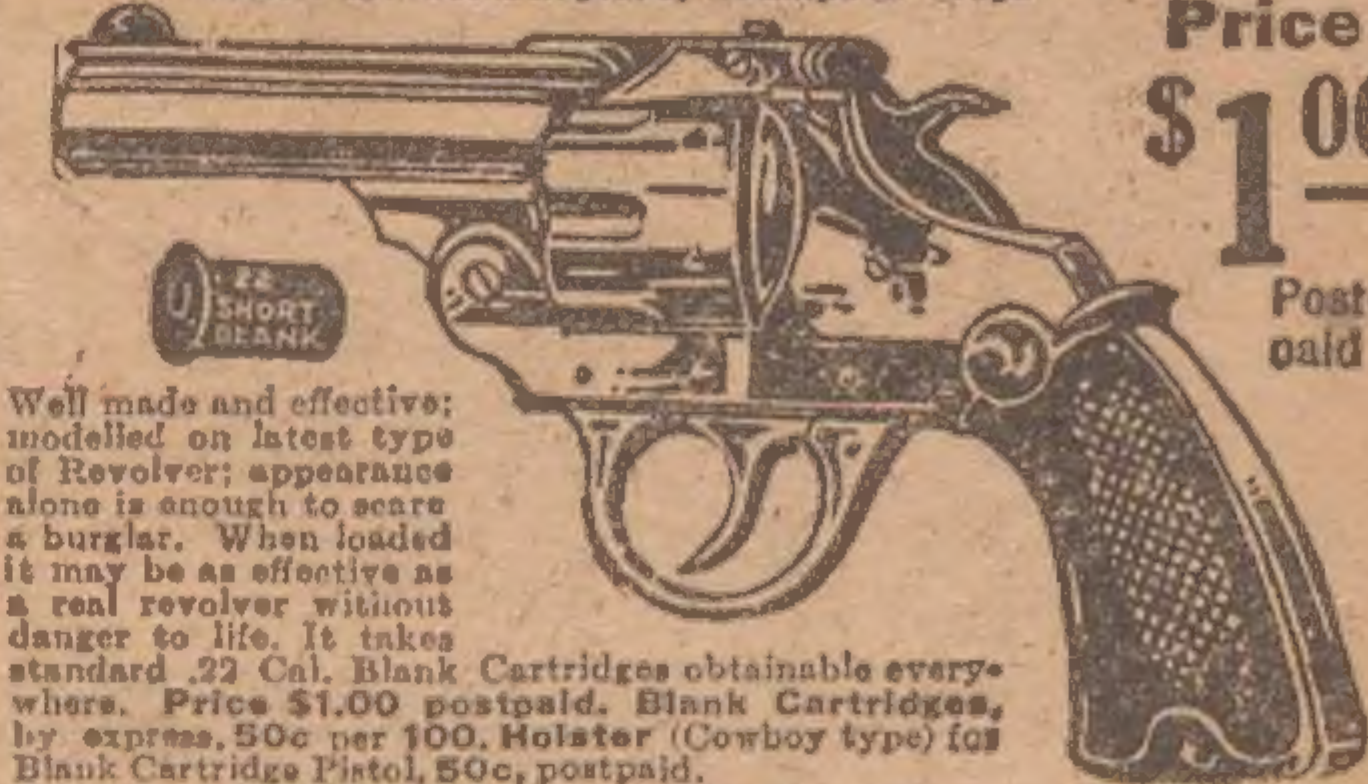 Price
$1 00
Post
paid
U.
.22
SHORT
BLANK
Well made and effective;
modelled on latest type
of Revolver; appearance
alone is enough to scare
a burglar. When loaded
it may be as effective as
a real revolver without
danger to life. It takes
standard .22 Cal. Blank Cartridges obtainable every-
where. Price $1.00 postpaid. Blank Cartridges,
by express, 50c per 100. Holster (Cowboy type) for
Blank Cartridge Pistol, 50c, postpaid.